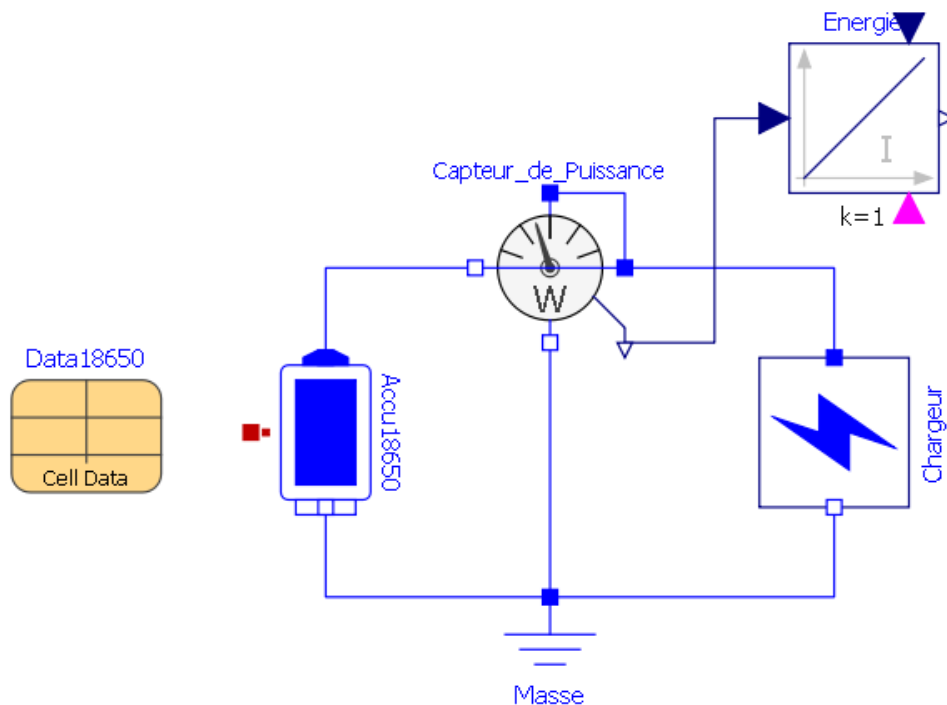 Energie
I
k=1
Capteur_de_Puissance
W
Data18650
Cell Data
Accu18650
Chargeur
Masse